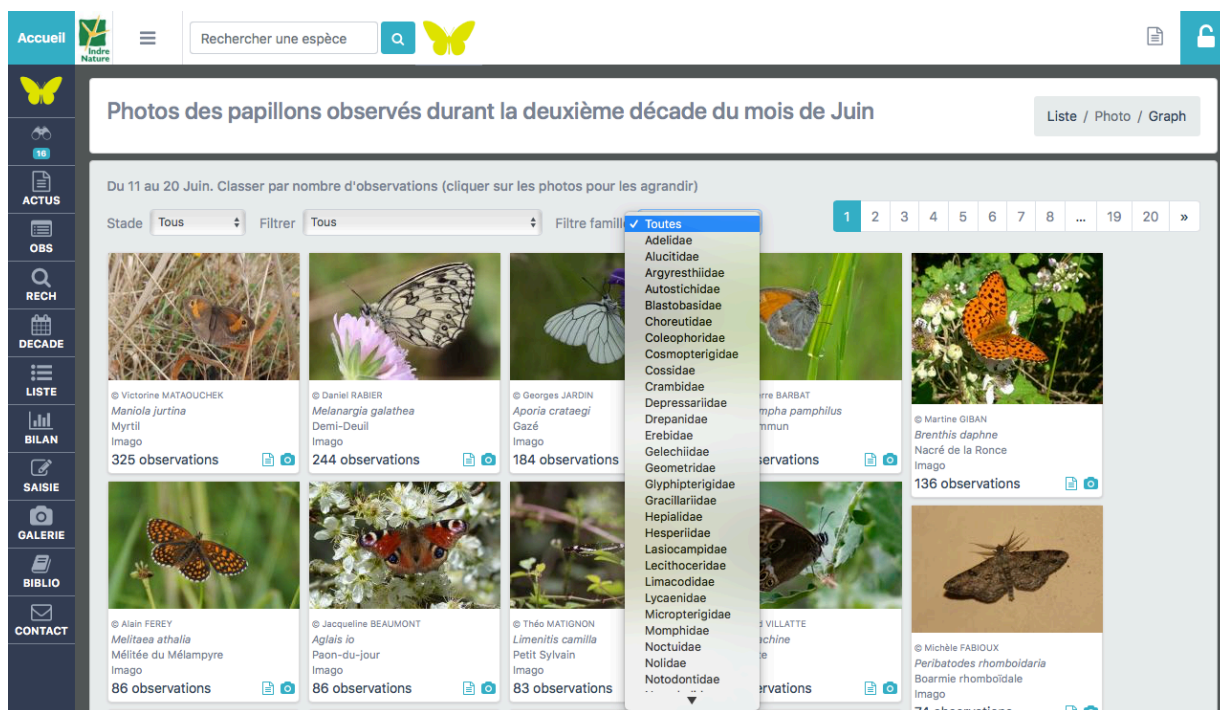 Accueil
Indre
Nature
Rechercher une espèce
16
ACTUS
OBS
RECH
DECADE
LISTE
BILAN
SAISIE
GALERIE
BIBLIO
CONTACT
Photos des papillons observés durant la deuxième décade du mois de Juin
Liste / Photo / Graph
Du 11 au 20 Juin. Classer par nombre d'observations (cliquer sur les photos pour les agrandir)
Stade Tous Filtrer Tous Filtre famill
1 2 3 4 5 6 7 8 ... 19 20 »
✓ Toutes
Adelidae
Alucitidae
Argyresthiidae
Autostichidae
Blastobasidae
Choreutidae
Coleophoridae
Cosmopterigidae
Cossidae
Crambidae
Depressariidae
Drepanidae
Erebidae
Gelechiidae
Geometridae
Glyphipterigidae
Gracillariidae
Hepialidae
Hesperiidae
Lasiocampidae
Lecithoceridae
Limacodidae
Lycaenidae
Micropterigidae
Momphidae
Noctuidae
Nolidae
Notodontidae
© Victorine MATAOUCHEK
Maniola jurtina
Myrtil
Imago
325 observations
© Daniel RABIER
Melanargia galathea
Demi-Deuil
Imago
244 observations
© Georges JARDIN
Aporia crataegi
Gazé
Imago
184 observations
rre BARBAT
mpha pamphilus
mmun
servations
© Martine GIBAN
Brenthis daphne
Nacré de la Ronce
Imago
136 observations
© Alain FEREY
Melitaea athalia
Mélitée du Mélampyre
Imago
86 observations
© Jacqueline BEAUMONT
Aglais io
Paon-du-jour
Imago
86 observations
© Théo MATIGNON
Limenitis camilla
Petit Sylvain
Imago
83 observations
d VILLATTE
achine
te
ervations
© Michèle FABIOUX
Peribatodes rhomboidaria
Boarmie rhomboïdale
Imago
74 observations